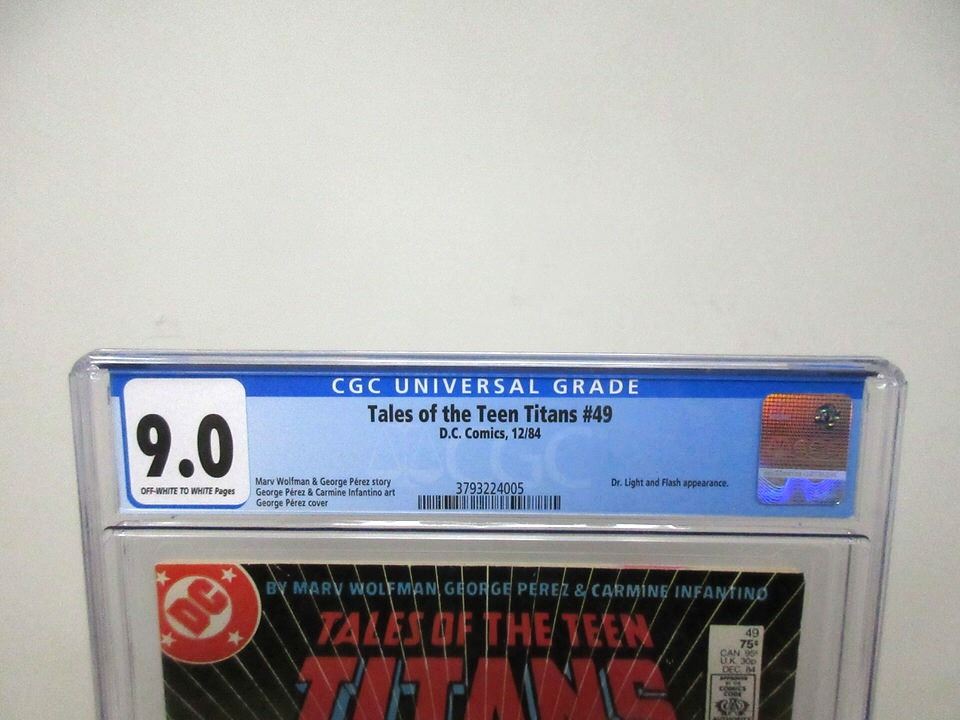 CGC UNIVERSAL GRADE
9.0
OFF-WHITE TO WHITE Pages
Tales of the Teen Titans #49
D.C. Comics, 12/84
Marv Wolfman & George Pérez story
George Pérez & Carmine Infantino art
George Pérez cover
3793224005
Dr. Light and Flash appearance.
DC
BY MARV WOLFMAN, GEORGE PÉREZ & CARMINE INFANTINO
TALES OF THE TEEN
TITANS
49
75¢
CAN. 95¢
U.K. 30p
DEC. 84
APPROVED
BY THE
COMICS
CODE